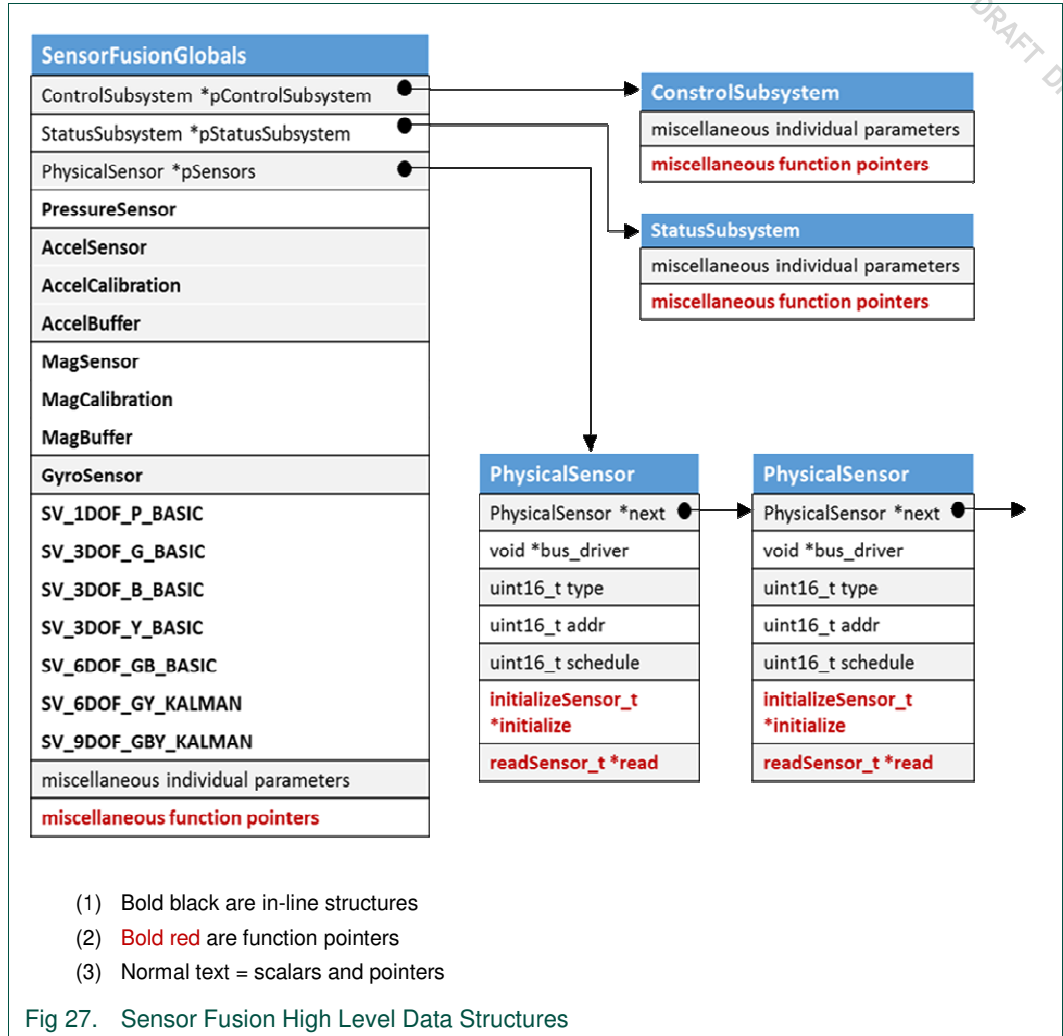 DRAFT
SensorFusionGlobals
ControlSubsystem *pControlSubsystem
StatusSubsystem *pStatusSubsystem
PhysicalSensor *pSensors
PressureSensor
AccelSensor
AccelCalibration
AccelBuffer
MagSensor
MagCalibration
MagBuffer
GyroSensor
SV_1DOF_P_BASIC
SV_3DOF_G_BASIC
SV_3DOF_B_BASIC
SV_3DOF_Y_BASIC
SV_6DOF_GB_BASIC
SV_6DOF_GY_KALMAN
SV_9DOF_GBY_KALMAN
miscellaneous individual parameters
miscellaneous function pointers
ConstrolSubsystem
miscellaneous individual parameters
miscellaneous function pointers
StatusSubsystem
miscellaneous individual parameters
miscellaneous function pointers
PhysicalSensor
PhysicalSensor *next
void *bus_driver
uint16_t type
uint16_t addr
uint16_t schedule
initializeSensor_t
*initialize
readSensor_t *read
PhysicalSensor
PhysicalSensor *next
void *bus_driver
uint16_t type
uint16_t addr
uint16_t schedule
initializeSensor_t
*initialize
readSensor_t *read
(1) Bold black are in-line structures
(2) Bold red are function pointers
(3) Normal text = scalars and pointers
Fig 27. Sensor Fusion High Level Data Structures